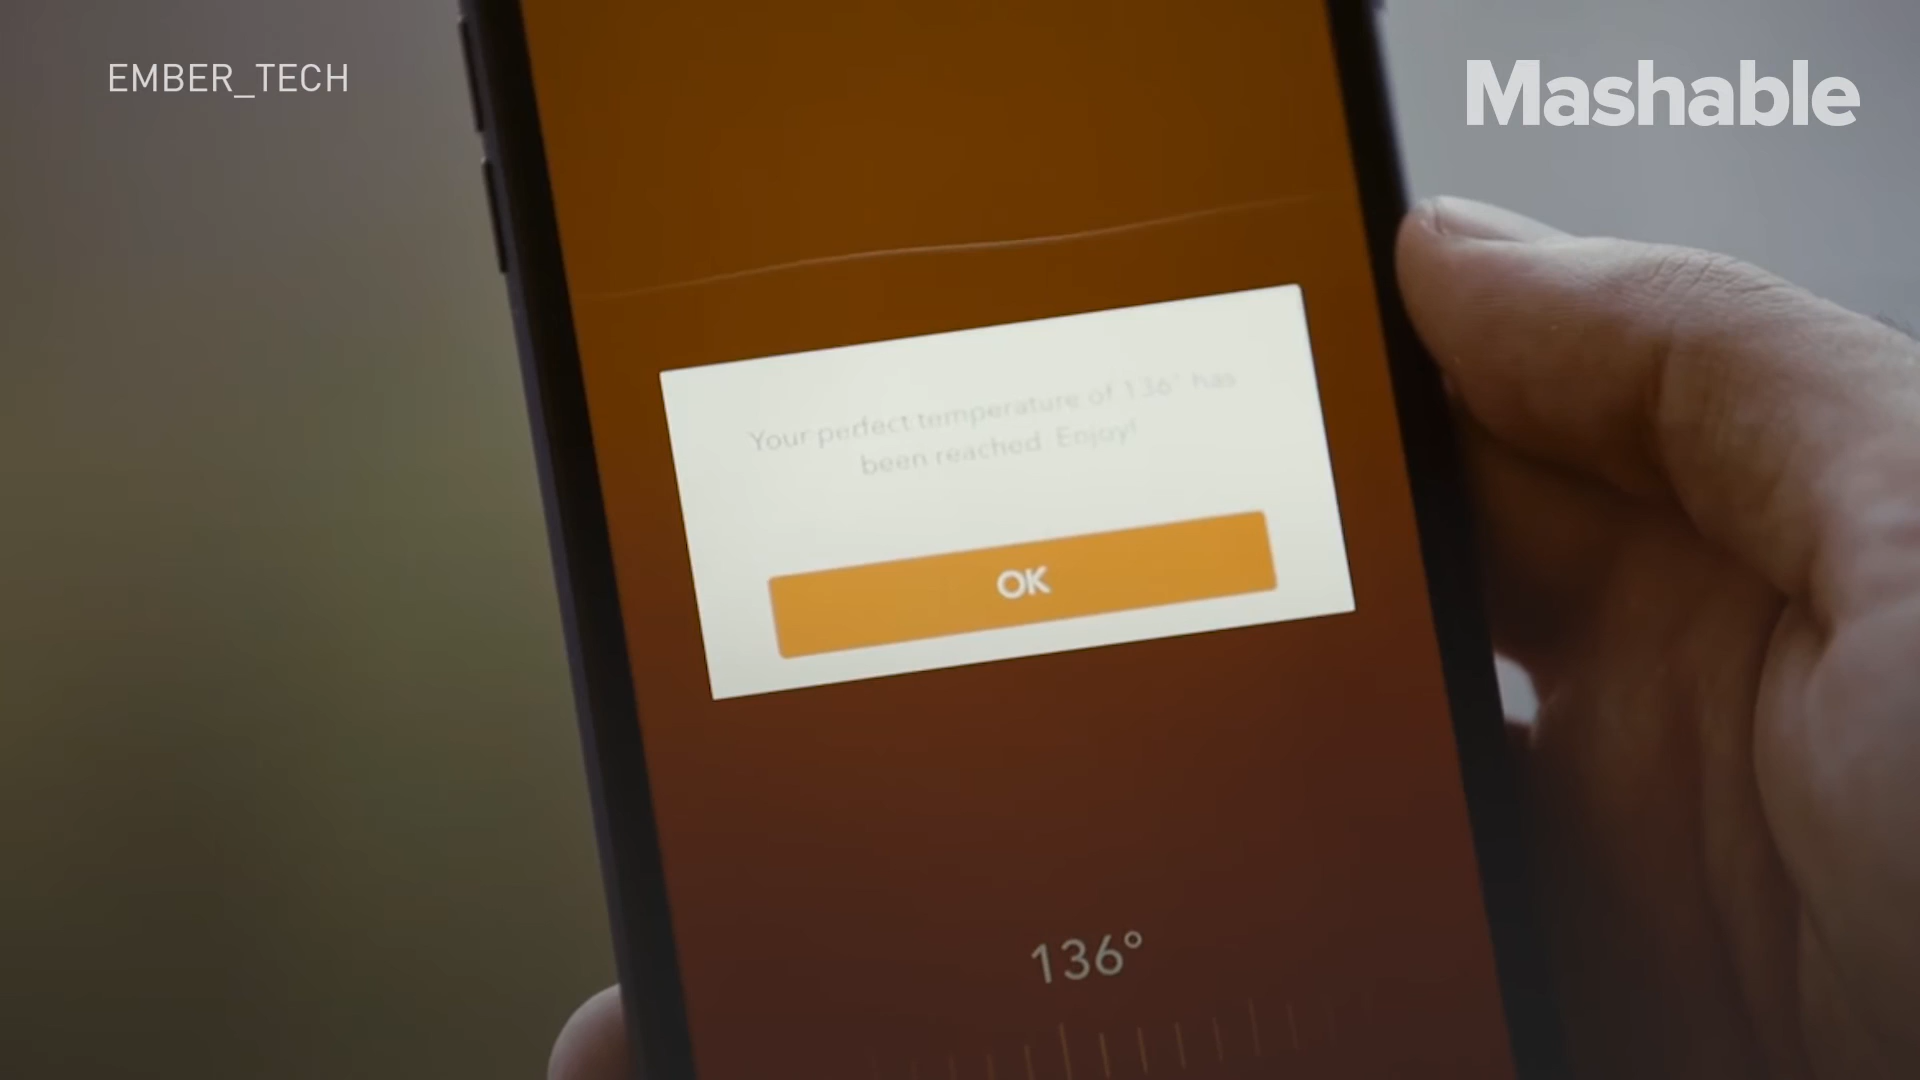 EMBER_TECH
Mashable
Your perfect temperature of 136° has
been reached. Enjoy!
OK
136°